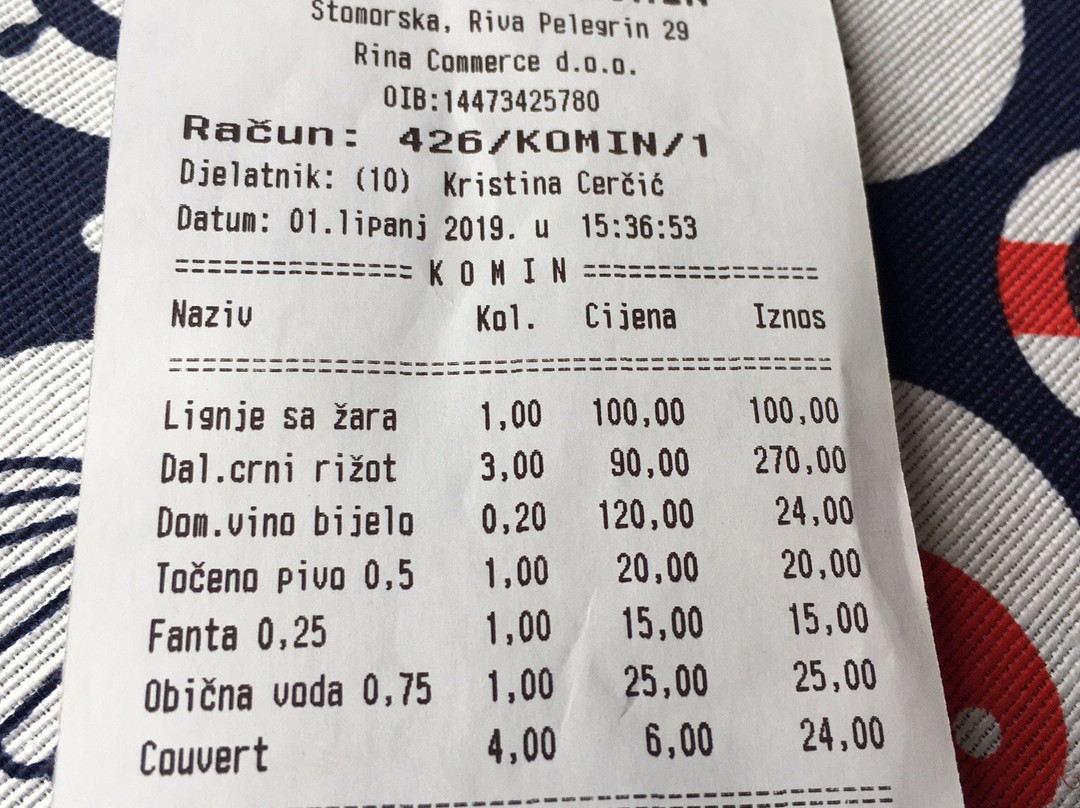 Stomorska, Riva Pelegrin 29
Rina Commerce d.o.o.
OIB:14473425780
Račun: 426/KOMIN/1
Djelatnik: (10) Kristina Cerčić
Datum: 01.lipanj 2019. u 15:36:53
=============== K O M I N ===============
Naziv Kol. Cijena Iznos
Lignje sa žara 1,00 100,00 100,00
Dal.crni rižot 3,00 90,00 270,00
Dom.vino bijelo 0,20 120,00 24,00
Točeno pivo 0,5 1,00 20,00 20,00
Fanta 0,25 1,00 15,00 15,00
Obična voda 0,75 1,00 25,00 25,00
Couvert 4,00 6,00 24,00